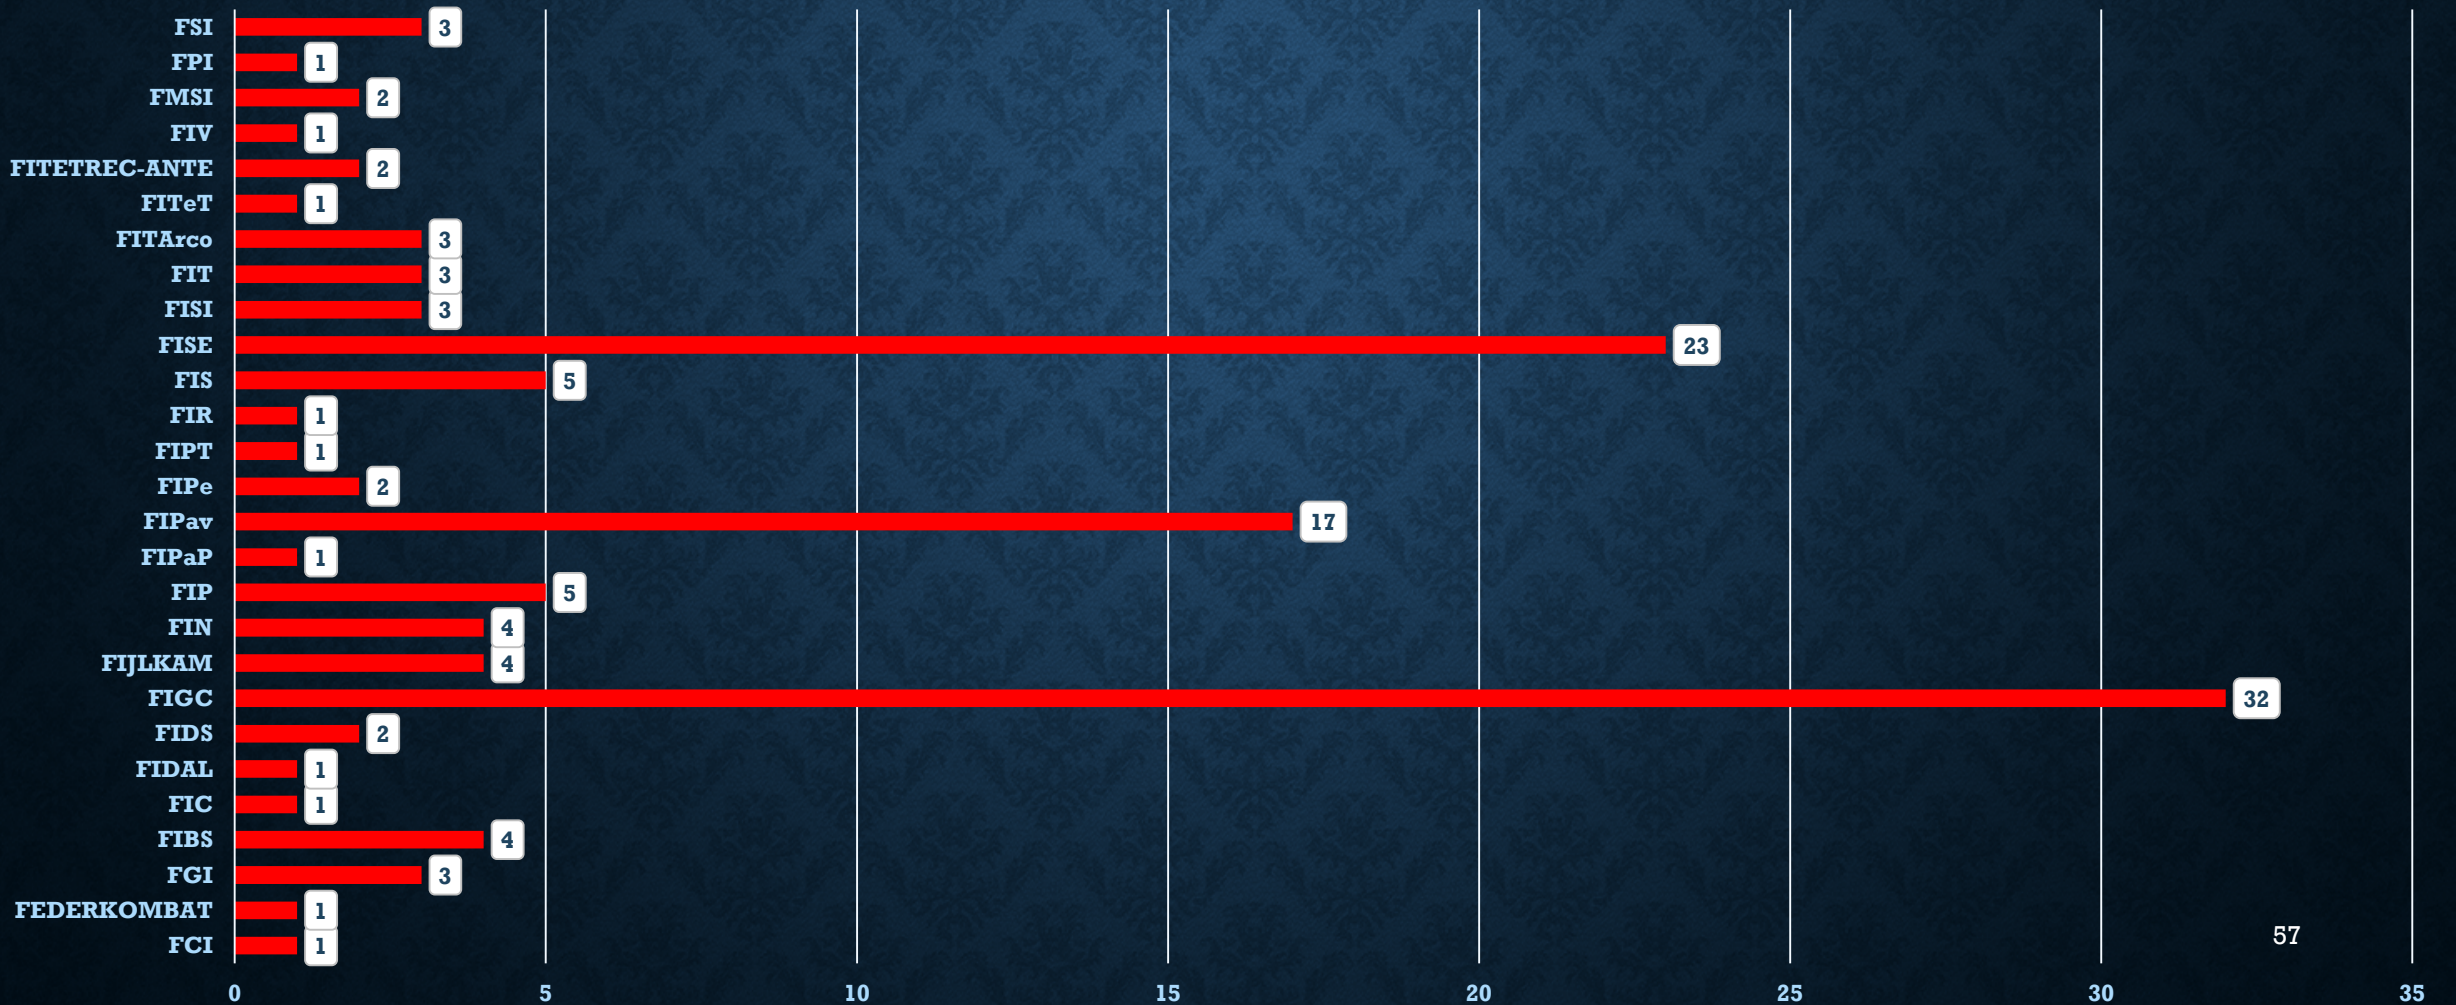 FSI 3
FPI 1
FMSI 2
FIV 1
FITETREC-ANTE 2
FITeT 1
FITArco 3
FIT 3
FISI 3
FISE 23
FIS 5
FIR 1
FIPT 1
FIPe 2
FIPav 17
FIPaP 1
FIP 5
FIN 4
FIJLKAM 4
FIGC 32
FIDS 2
FIDAL 1
FIC 1
FIBS 4
FGI 3
FEDERKOMBAT 1
57
FCI 1
0 5 10 15 20 25 30 35